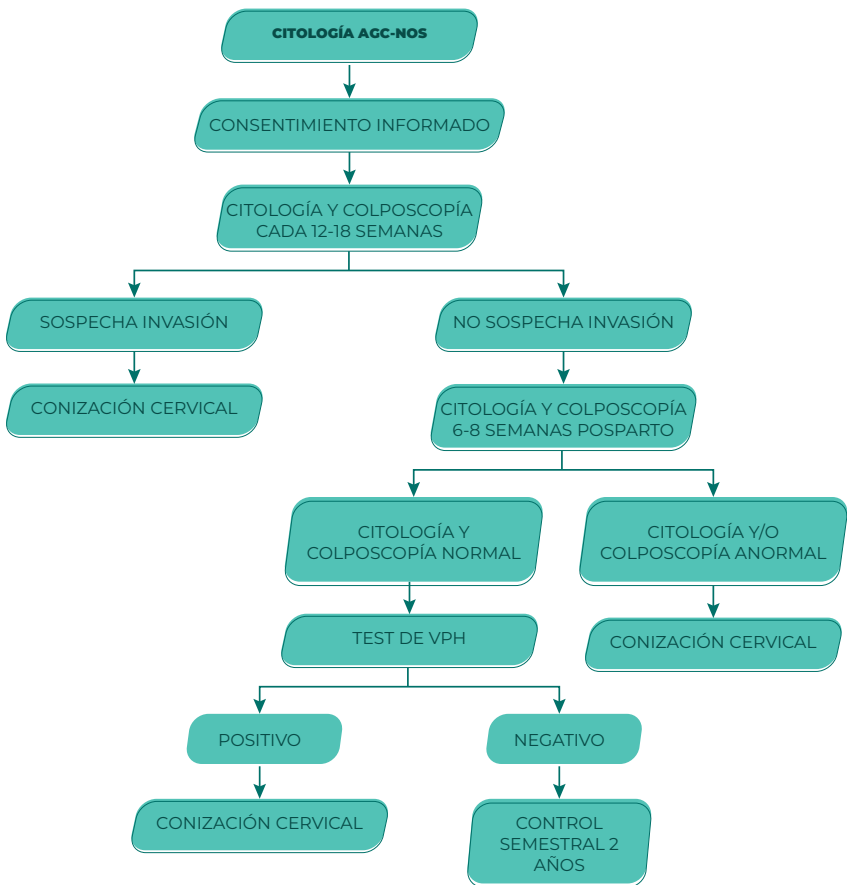 CITOLOGÍA AGC-NOS
CONSENTIMIENTO INFORMADO
CITOLOGÍA Y COLPOSCOPÍA
CADA 12-18 SEMANAS
SOSPECHA INVASIÓN
NO SOSPECHA INVASIÓN
CONIZACIÓN CERVICAL
CITOLOGÍA Y COLPOSCOPÍA
6-8 SEMANAS POSPARTO
CITOLOGÍA Y
COLPOSCOPÍA NORMAL
CITOLOGÍA Y/O
COLPOSCOPÍA ANORMAL
TEST DE VPH
CONIZACIÓN CERVICAL
POSITIVO
NEGATIVO
CONIZACIÓN CERVICAL
CONTROL
SEMESTRAL 2
AÑOS